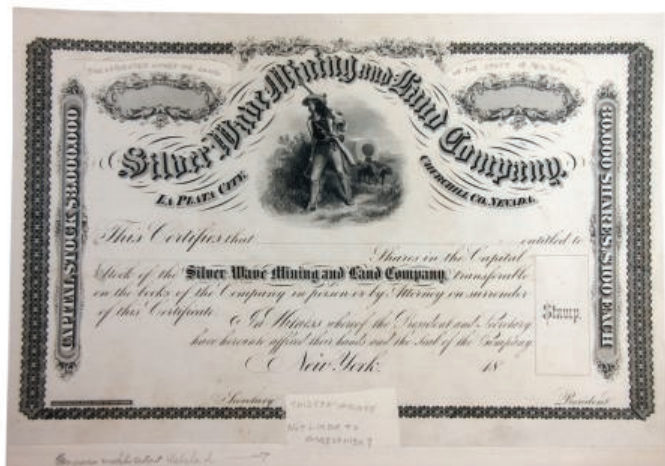 Silver Wave Mining and Land Company.
LA PLATA CITY,
CHURCHILL CO. NEVADA.
CAPITAL STOCK $3,000,000
30,000 SHARES $100 EACH
This Certifies that entitled to
Shares in the Capital
Stock of the Silver Wave Mining and Land Company, transferable
on the books of the Company in person or by Attorney on surrender
of this Certificate.
In Witness whereof the President and Secretary
have hereunto affixed their hands and the seal of the Company
New York 18
Stamp.
Secretary
President